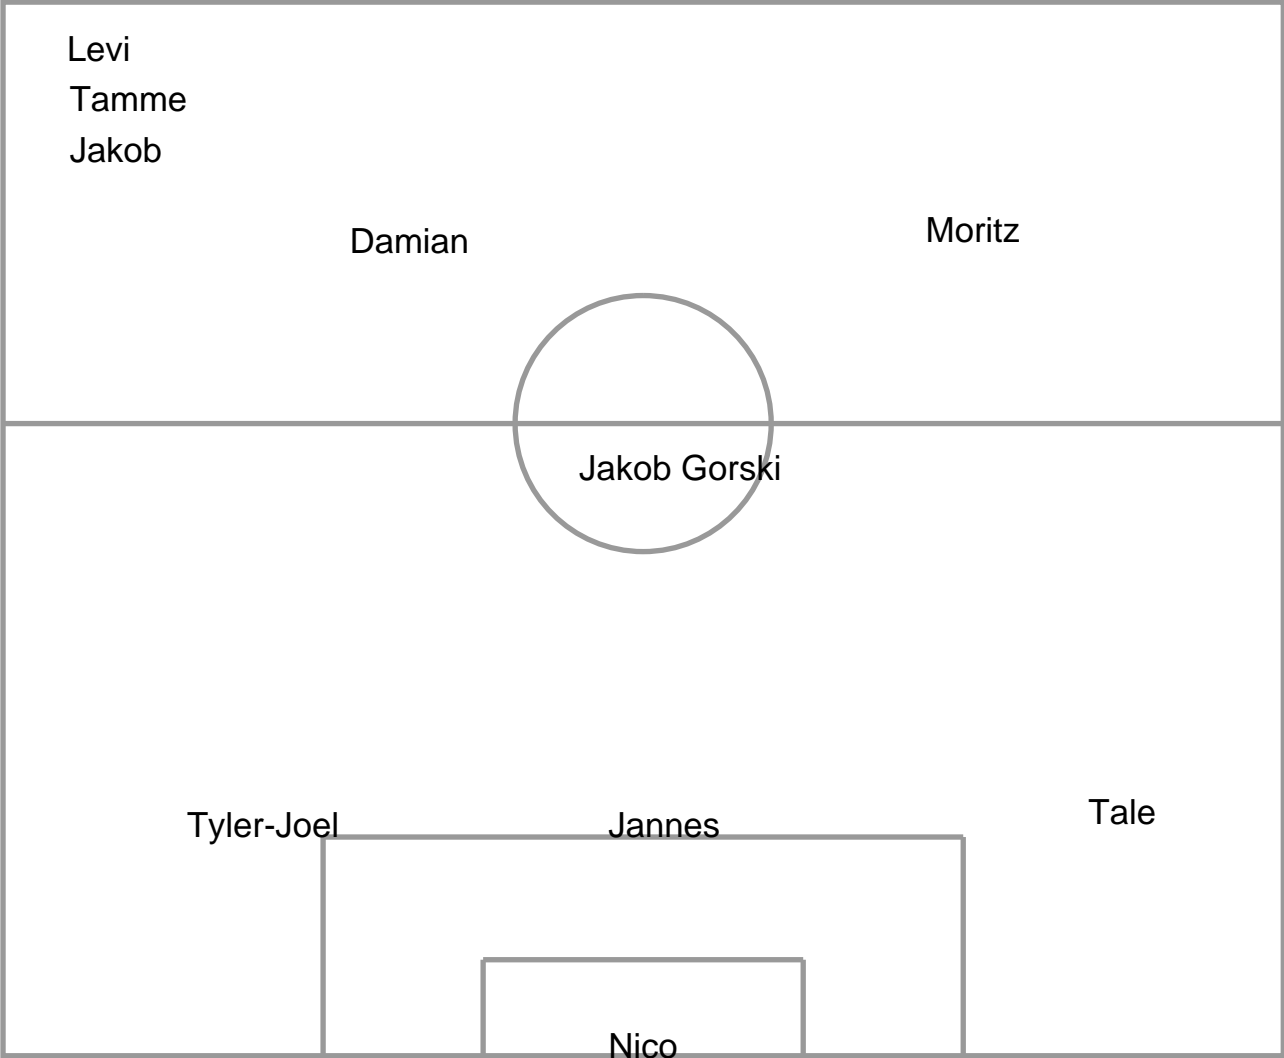 Levi
Tamme
Jakob
Damian
Moritz
Jakob Gorski
Tyler-Joel
Jannes
Tale
Nico